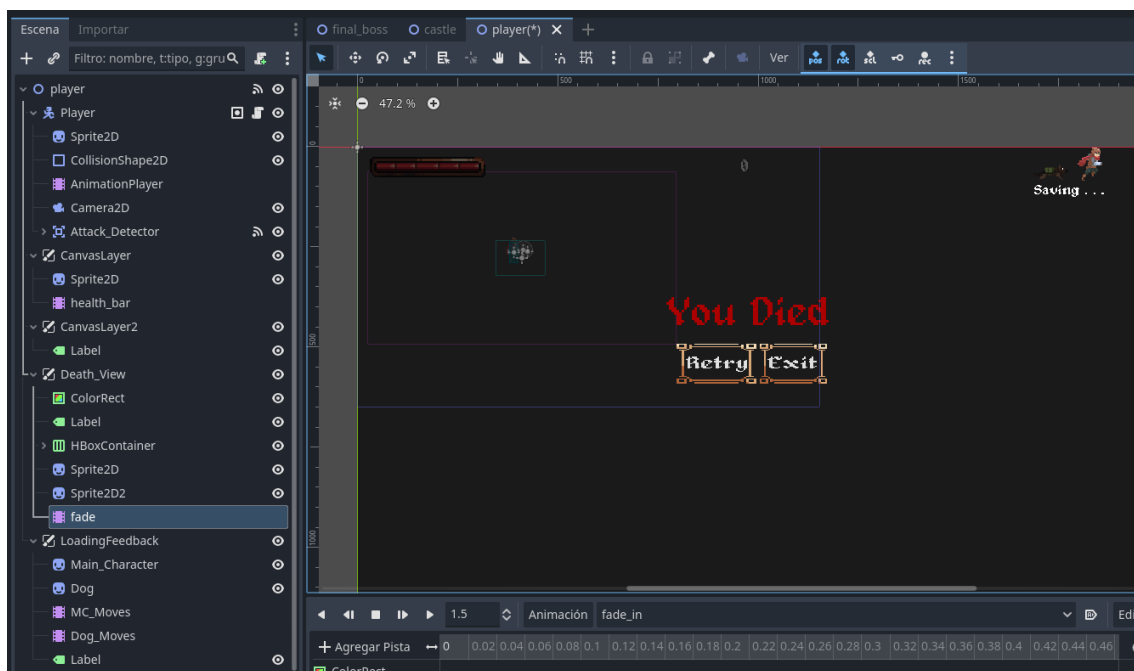 Escena Importar
final_boss castle player(*)
Filtro: nombre, t:tipo, g:gru
Ver
pos rot scl rec
player
Player
Sprite2D
CollisionShape2D
AnimationPlayer
Camera2D
Attack_Detector
CanvasLayer
Sprite2D
health_bar
CanvasLayer2
Label
Death_View
ColorRect
Label
HBoxContainer
Sprite2D
Sprite2D2
fade
LoadingFeedback
Main_Character
Dog
MC_Moves
Dog_Moves
Label
0 500 1000 1500
47.2 %
0
0
Saving . . .
You Died
500
Retry Exit
1000
1.5 Animación fade_in Edi
Agregar Pista 0 0.02 0.04 0.06 0.08 0.1 0.12 0.14 0.16 0.18 0.2 0.22 0.24 0.26 0.28 0.3 0.32 0.34 0.36 0.38 0.4 0.42 0.44 0.46
ColorRect